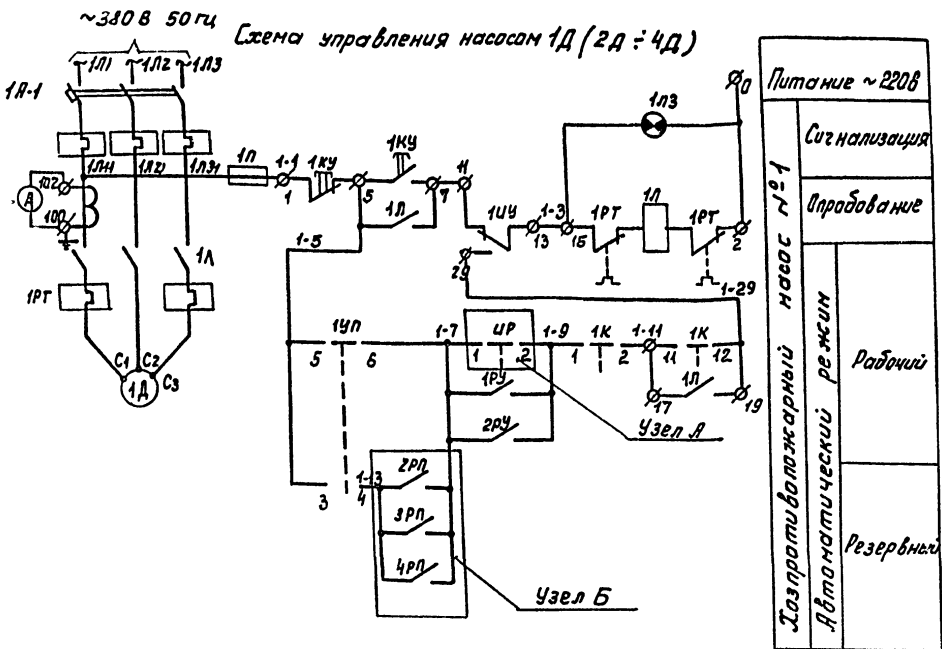 ~380 В 50 гц
Схема управления насосом 1Д (2Д ÷ 4Д)
1Л1 1Л2 1Л3
1А-1
1Л11 1Л21 1Л31
1П
1-1
1
1КУ
5
1КУ
7
11
1Л
1-5
102
А
100
1Л
1РТ
С1 С2 С3
1Д
1ИУ
1-3
13
15
1Л3
0
1РТ
1Л
1РТ
2
29
1-29
1УП
5 6
1-7
ИР
1 2
1-9
1К
1 2
1-11
11
1К
12
1РУ
2РУ
17
1Л
19
Узел А
3
1-13
4
2РП
3РП
4РП
Узел Б
Питание ~220В
Хозпротивопожарный насос №1
Сигнализация
Опробование
Автоматический режим
Рабочий
Резервный